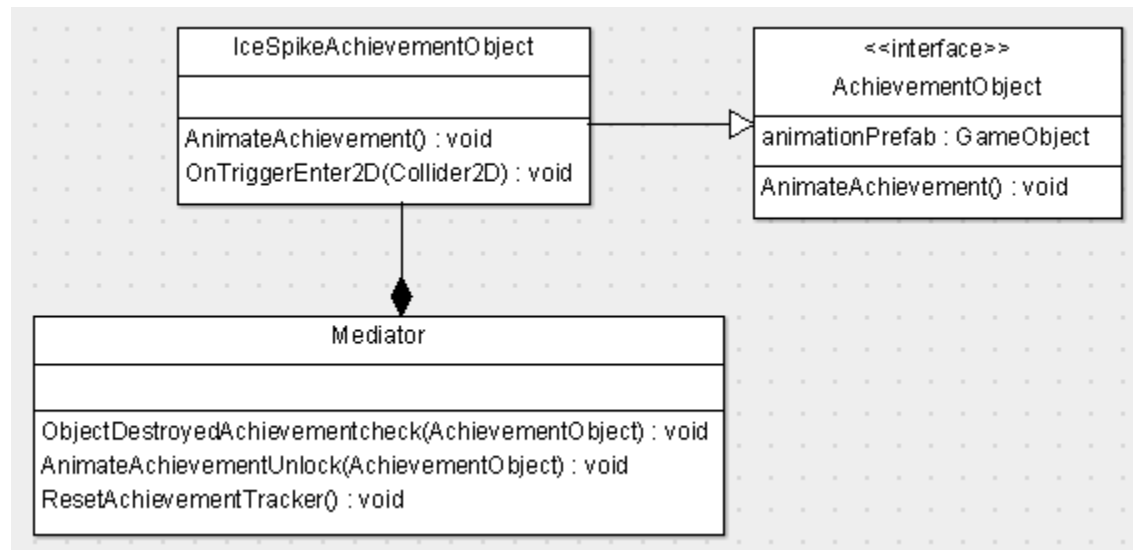 IceSpikeAchievementObject
AnimateAchievement() : void
OnTriggerEnter2D(Collider2D) : void
<<interface>>
AchievementObject
animationPrefab : GameObject
AnimateAchievement() : void
Mediator
ObjectDestroyedAchievementcheck(AchievementObject) : void
AnimateAchievementUnlock(AchievementObject) : void
ResetAchievementTracker() : void